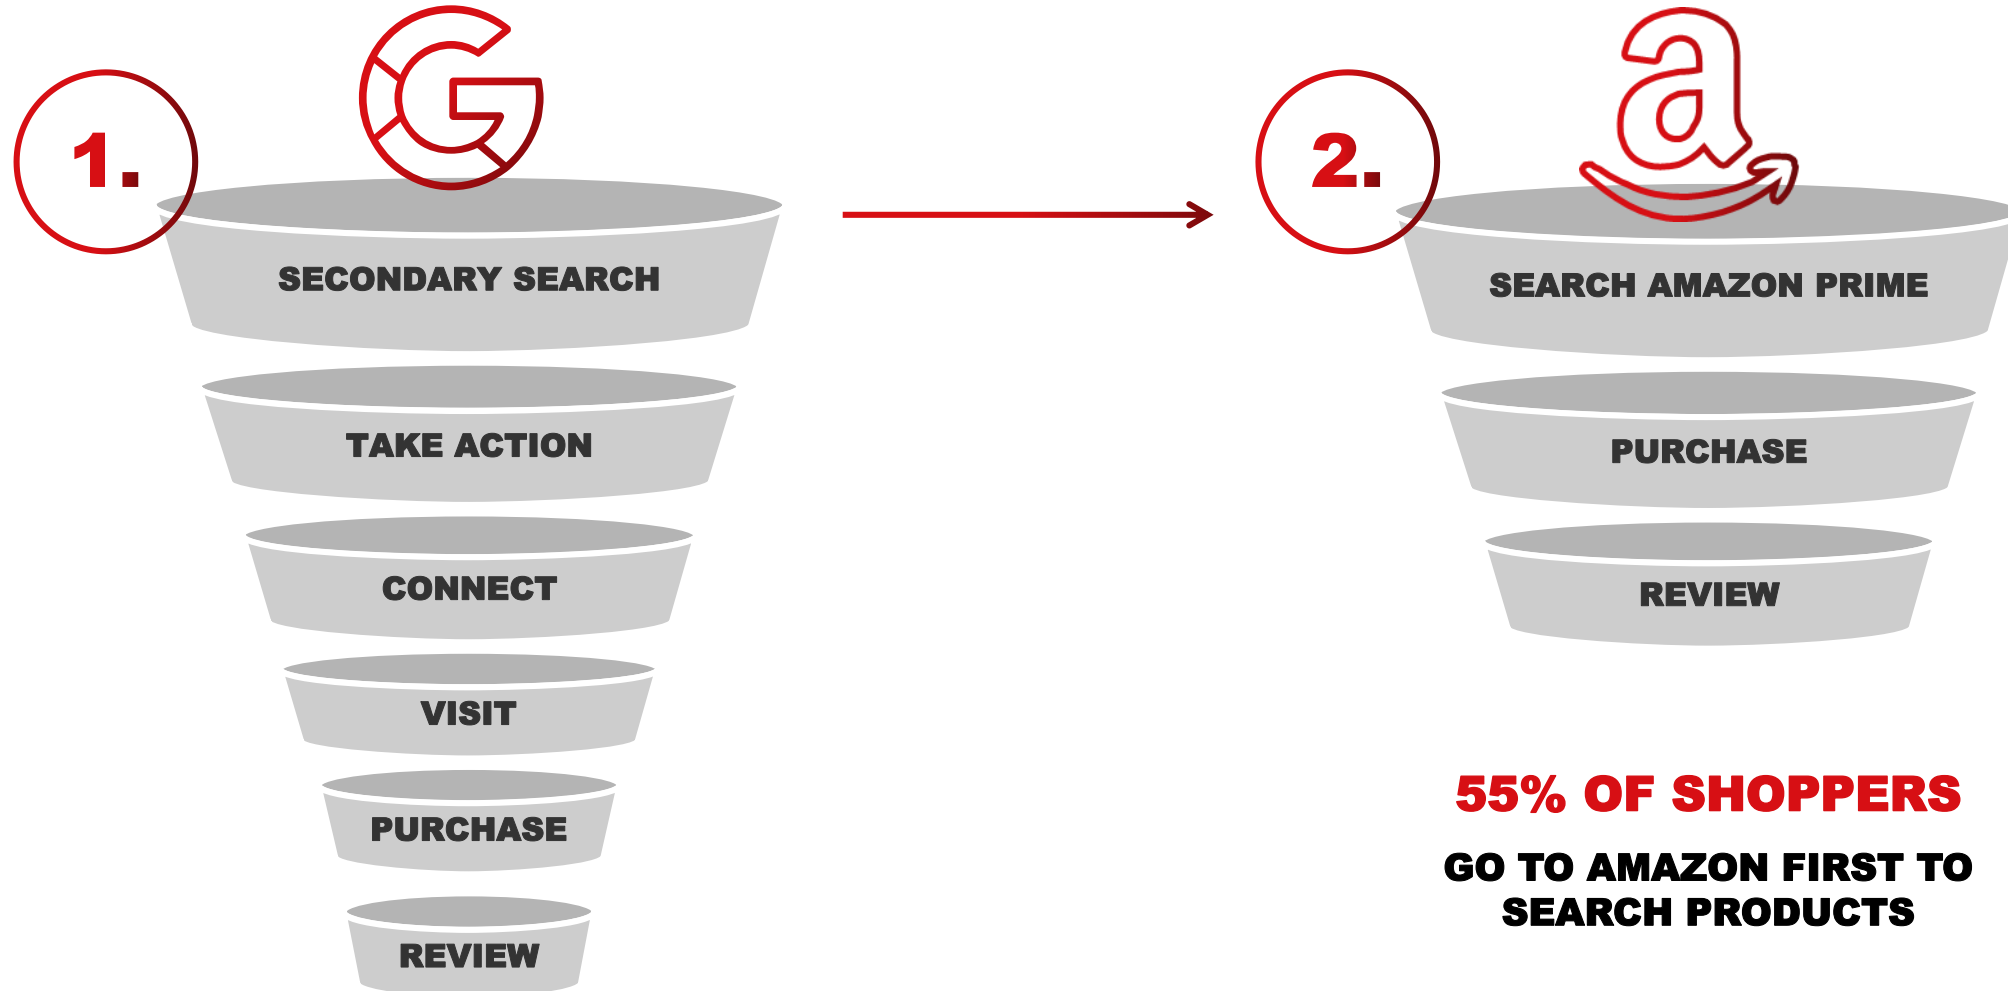 1.
SECONDARY SEARCH
TAKE ACTION
CONNECT
VISIT
PURCHASE
REVIEW
2.
SEARCH AMAZON PRIME
PURCHASE
REVIEW
55% OF SHOPPERS
GO TO AMAZON FIRST TO
SEARCH PRODUCTS